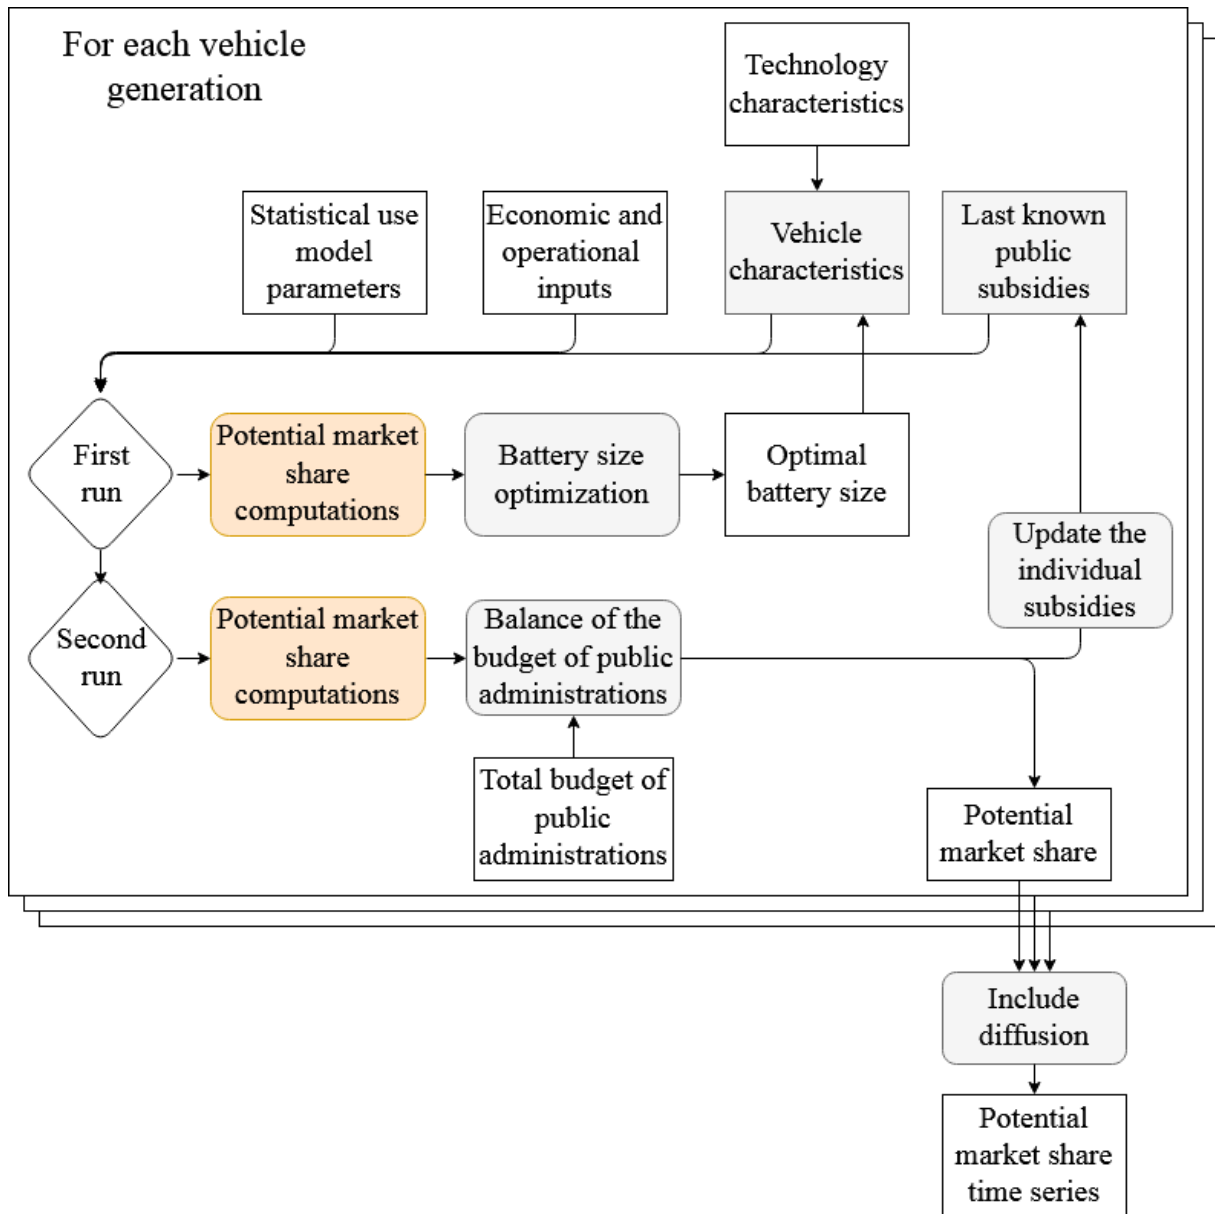 For each vehicle
generation
Technology
characteristics
Statistical use
model
parameters
Economic and
operational
inputs
Vehicle
characteristics
Last known
public
subsidies
First
run
Potential market
share
computations
Battery size
optimization
Optimal
battery size
Update the
individual
subsidies
Second
run
Potential market
share
computations
Balance of the
budget of public
administrations
Total budget of
public
administrations
Potential
market share
Include
diffusion
Potential
market share
time series